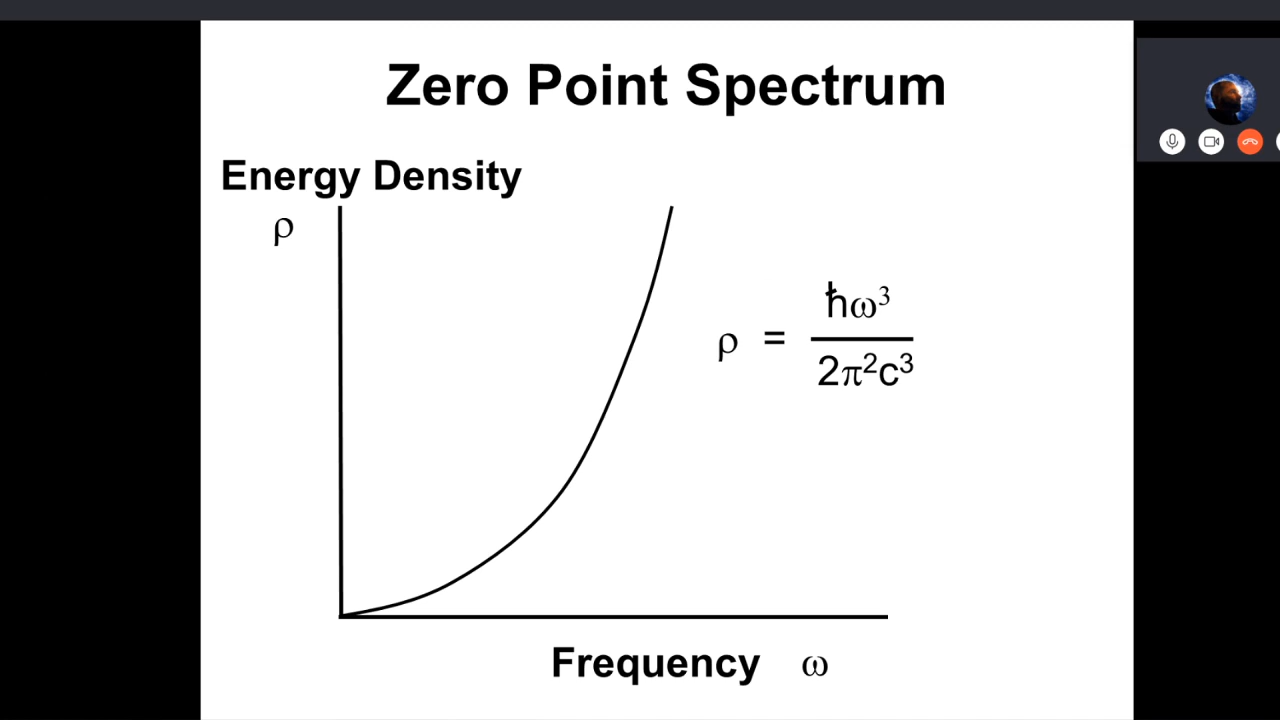 Zero Point Spectrum
Energy Density
ρ
ρ = ħω³ / 2π²c³
Frequency ω